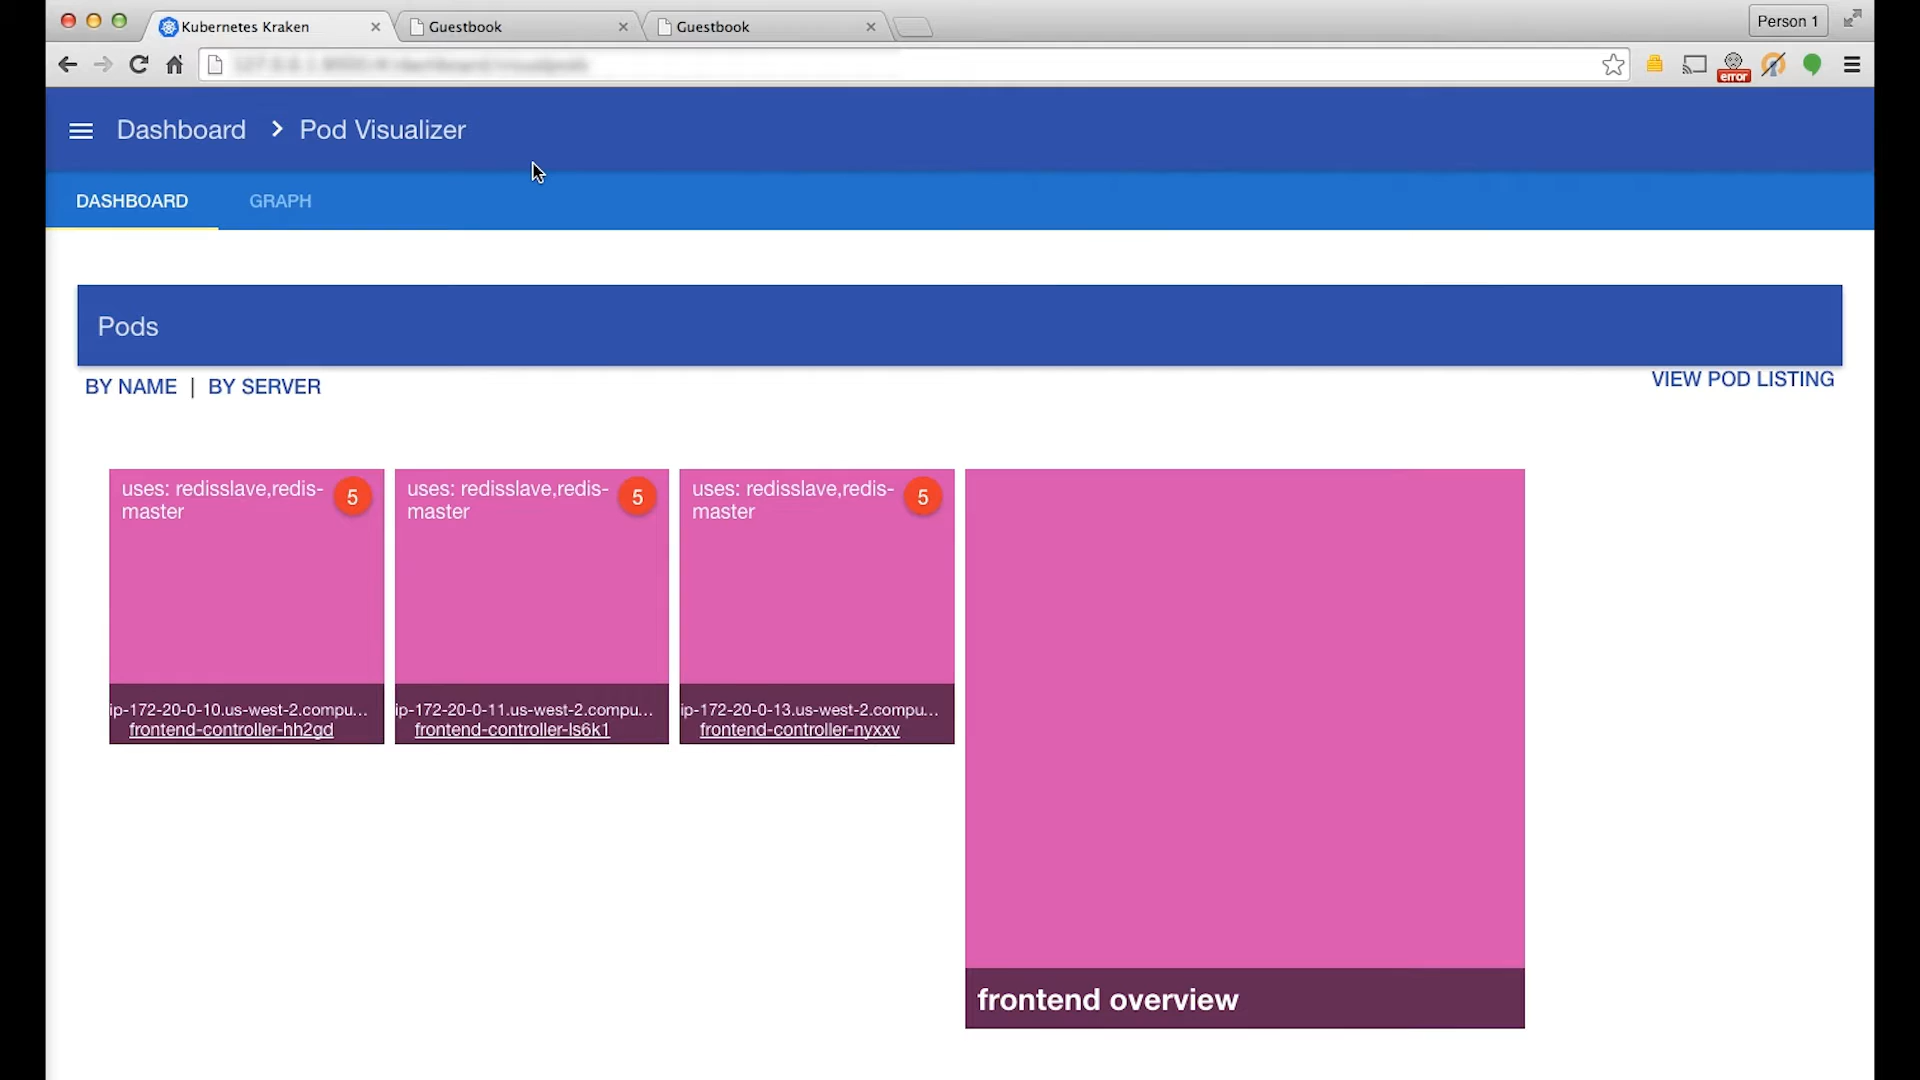 Kubernetes Kraken
Guestbook
Guestbook
Person 1
error
Dashboard > Pod Visualizer
DASHBOARD
GRAPH
Pods
BY NAME | BY SERVER
VIEW POD LISTING
uses: redisslave,redis-
master
5
ip-172-20-0-10.us-west-2.compu...
frontend-controller-hh2gd
uses: redisslave,redis-
master
5
ip-172-20-0-11.us-west-2.compu...
frontend-controller-ls6k1
uses: redisslave,redis-
master
5
ip-172-20-0-13.us-west-2.compu...
frontend-controller-nyxxv
frontend overview